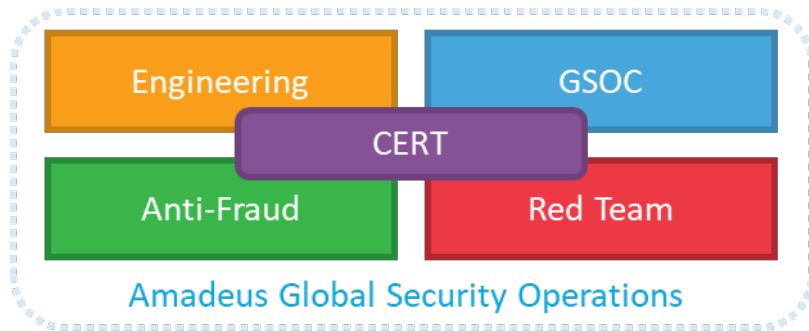 Engineering
GSOC
CERT
Anti-Fraud
Red Team
Amadeus Global Security Operations